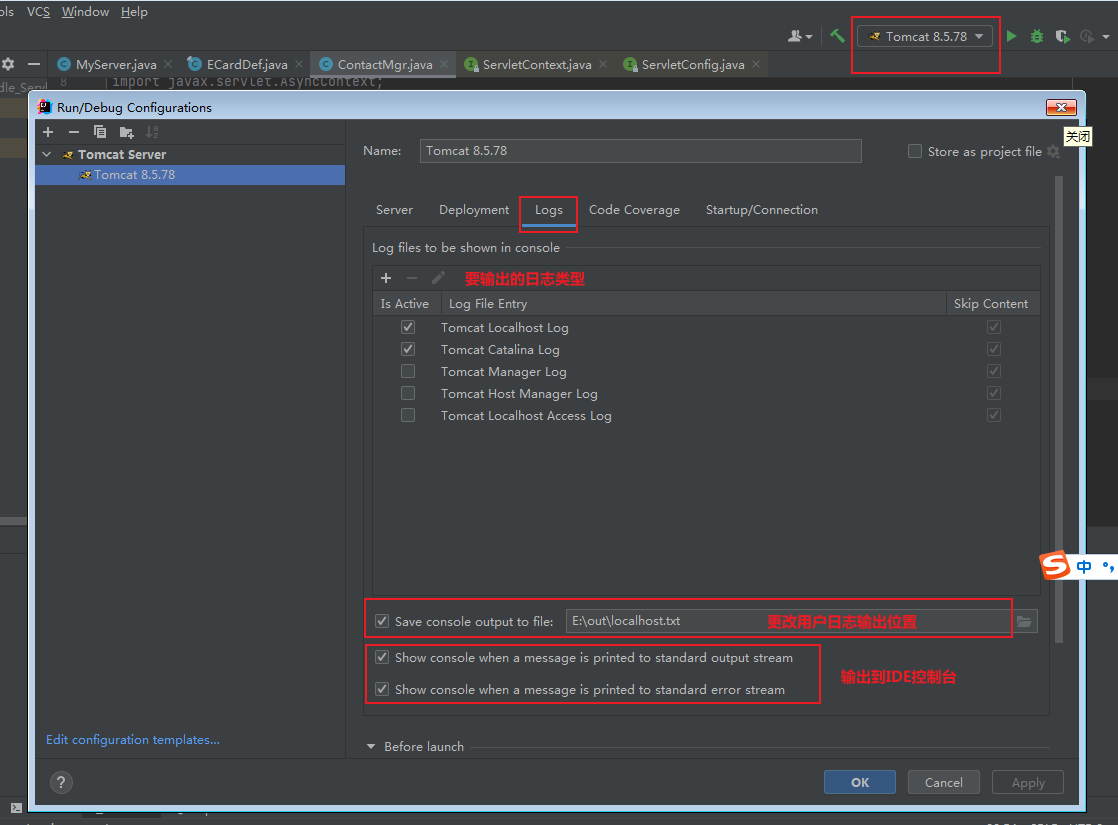 ols VCS Window Help
Tomcat 8.5.78
MyServer.java ECardDef.java ContactMgr.java ServletContext.java ServletConfig.java
dle_Serv 8 import javax.servlet.AsyncContext;
Run/Debug Configurations
关闭
Tomcat Server
Tomcat 8.5.78
Name: Tomcat 8.5.78 Store as project file
Server Deployment Logs Code Coverage Startup/Connection
Log files to be shown in console
要输出的日志类型
Is Active Log File Entry Skip Content
Tomcat Localhost Log
Tomcat Catalina Log
Tomcat Manager Log
Tomcat Host Manager Log
Tomcat Localhost Access Log
S 中 °,
Save console output to file: E:\out\localhost.txt 更改用户日志输出位置
Show console when a message is printed to standard output stream
输出到IDE控制台
Show console when a message is printed to standard error stream
Edit configuration templates...
Before launch
? OK Cancel Apply